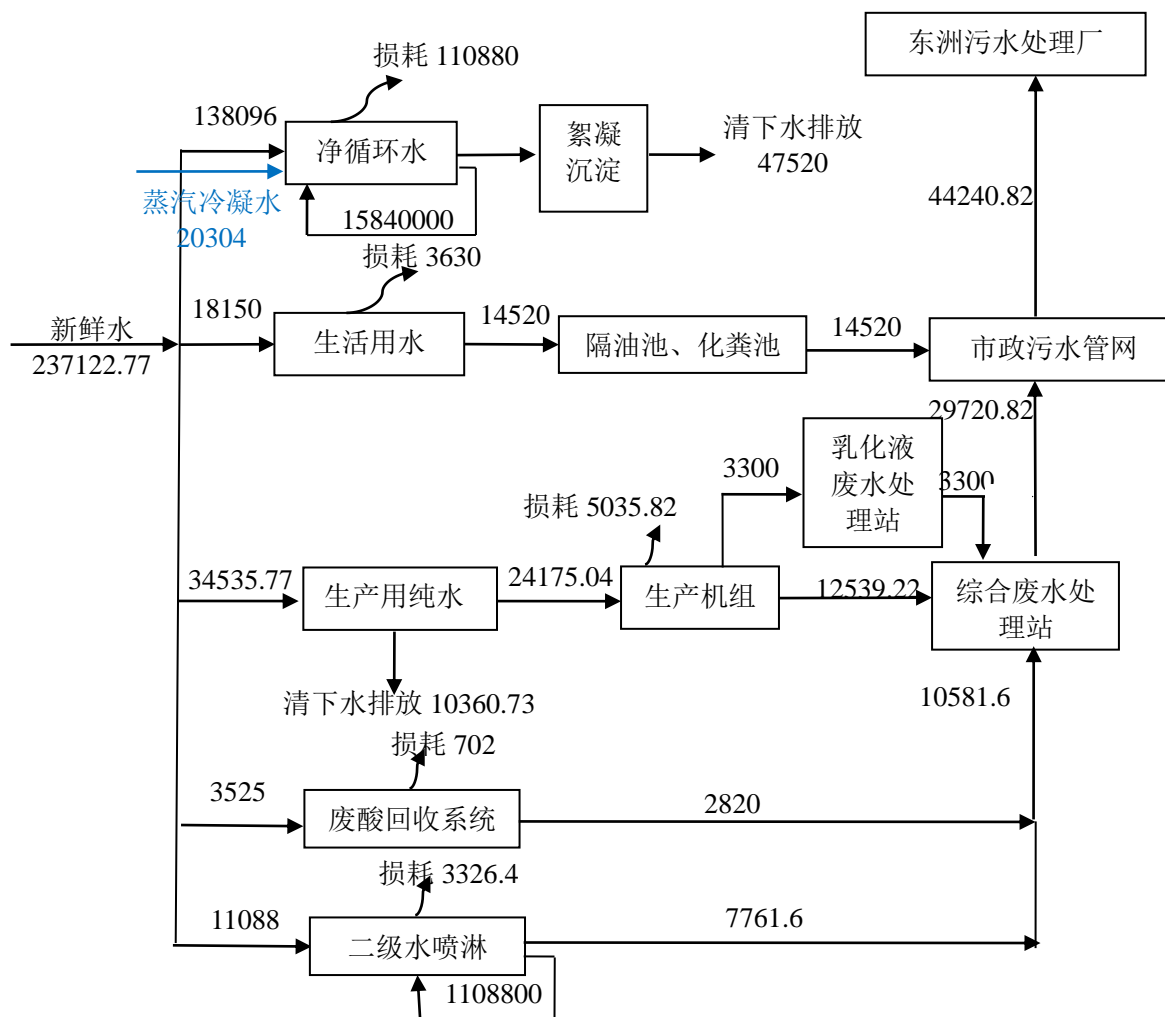 东洲污水处理厂
损耗 110880
138096
净循环水
絮凝
沉淀
清下水排放
47520
蒸汽冷凝水
20304
15840000
44240.82
损耗 3630
新鲜水
237122.77
18150
生活用水
14520
隔油池、化粪池
14520
市政污水管网
29720.82
乳化液
废水处
理站
3300
3300
损耗 5035.82
34535.77
生产用纯水
24175.04
生产机组
12539.22
综合废水处
理站
清下水排放 10360.73
10581.6
损耗 702
3525
废酸回收系统
2820
损耗 3326.4
11088
二级水喷淋
7761.6
1108800